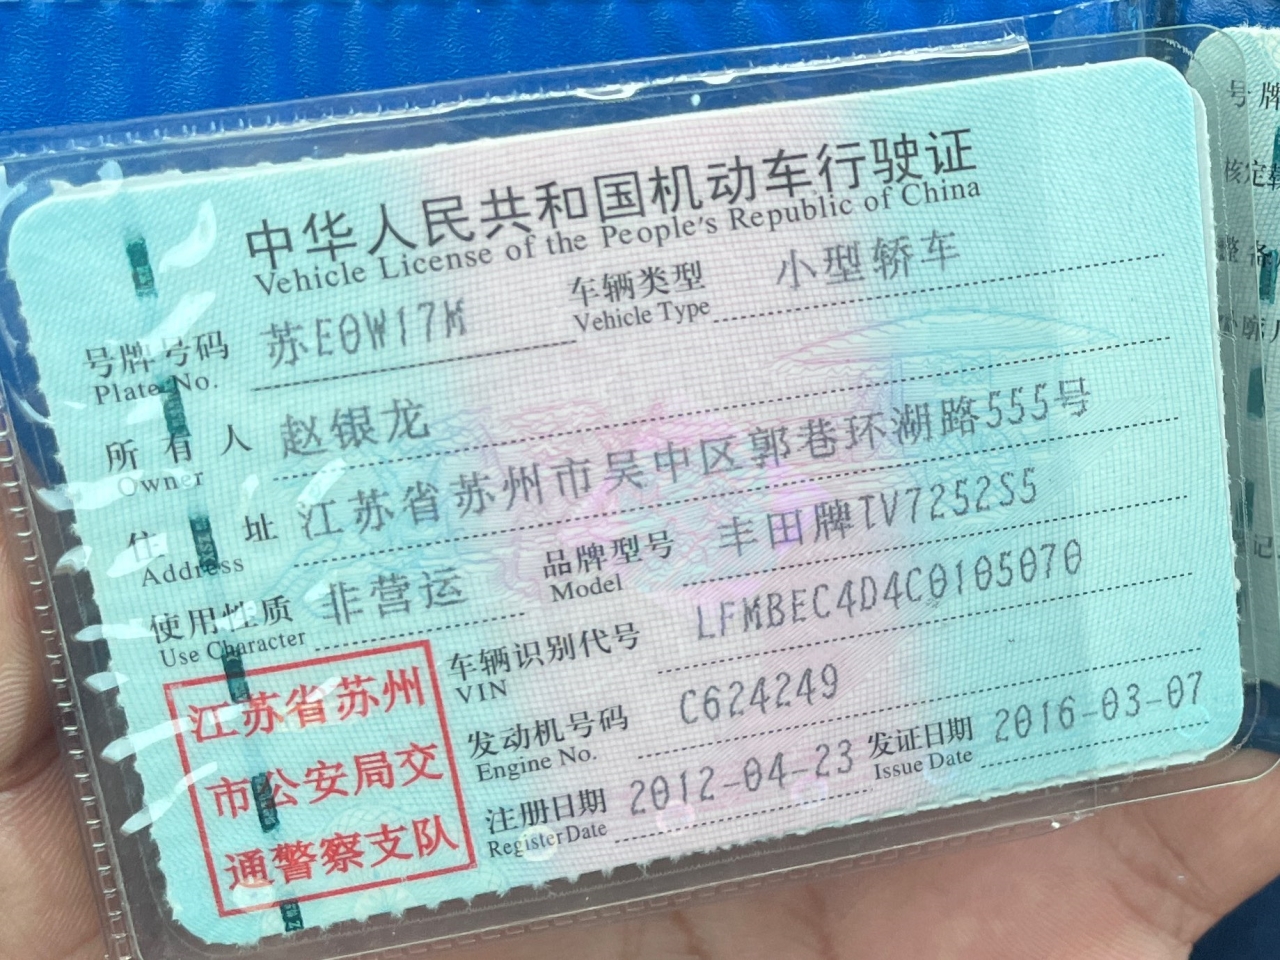 中华人民共和国机动车行驶证
Vehicle License of the People's Republic of China
号牌号码 苏E0W17M 车辆类型 小型轿车
Plate No. Vehicle Type
所有人 赵银龙
Owner
住址 江苏省苏州市吴中区郭巷环湖路555号
Address
使用性质 非营运 品牌型号 丰田牌TV7252S5
Use Character Model
江苏省苏州
市公安局交
通警察支队
车辆识别代号 LFMBEC4D4C0105070
VIN
发动机号码 C624249
Engine No.
注册日期 2012-04-23 发证日期 2016-03-07
RegisterDate Issue Date
号牌
核定载